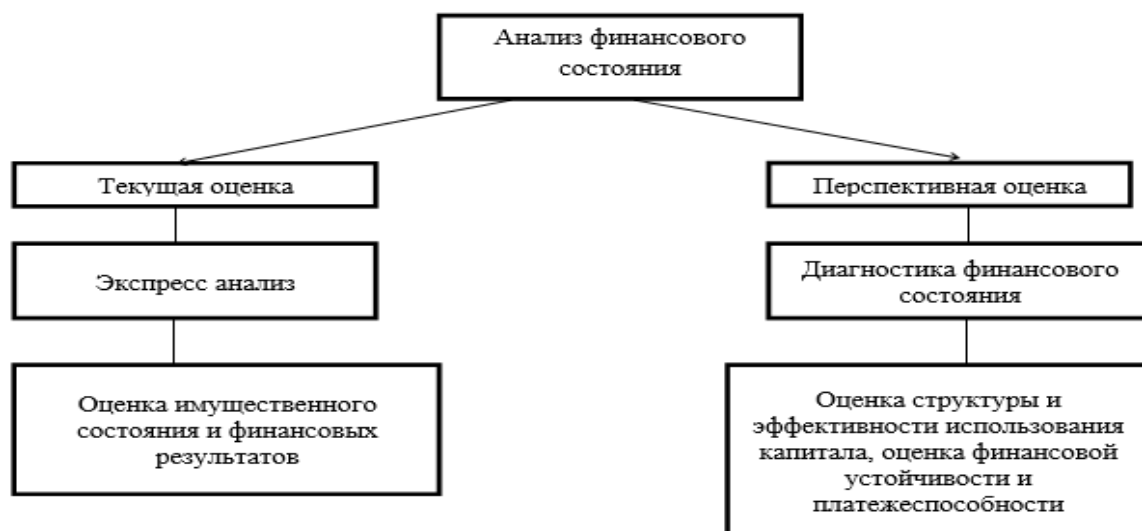 Анализ финансового
состояния
Текущая оценка
Перспективная оценка
Экспресс анализ
Диагностика финансового
состояния
Оценка имущественного
состояния и финансовых
результатов
Оценка структуры и
эффективности использования
капитала, оценка финансовой
устойчивости и
платежеспособности